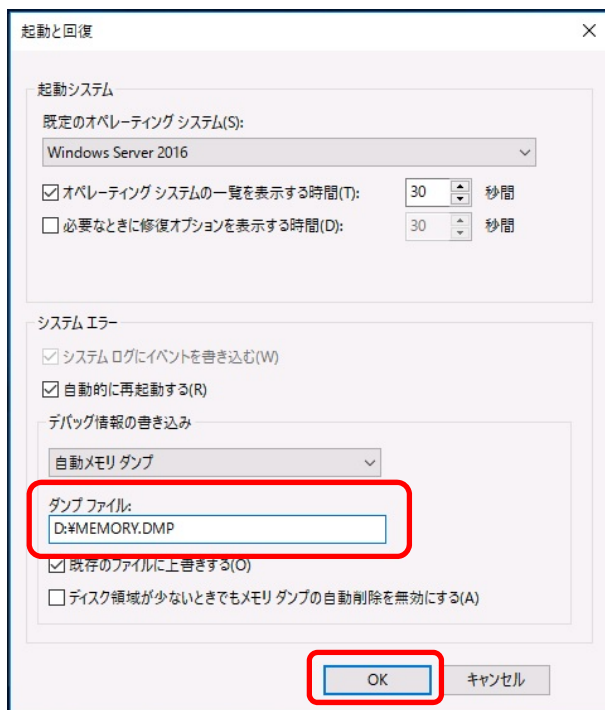 起動と回復
起動システム
既定のオペレーティング システム(S):
Windows Server 2016
オペレーティング システムの一覧を表示する時間(T): 30 秒間
必要なときに修復オプションを表示する時間(D): 30 秒間
システム エラー
システム ログにイベントを書き込む(W)
自動的に再起動する(R)
デバッグ情報の書き込み
自動メモリ ダンプ
ダンプ ファイル:
D:¥MEMORY.DMP
既存のファイルに上書きする(O)
ディスク領域が少ないときでもメモリ ダンプの自動削除を無効にする(A)
OK キャンセル